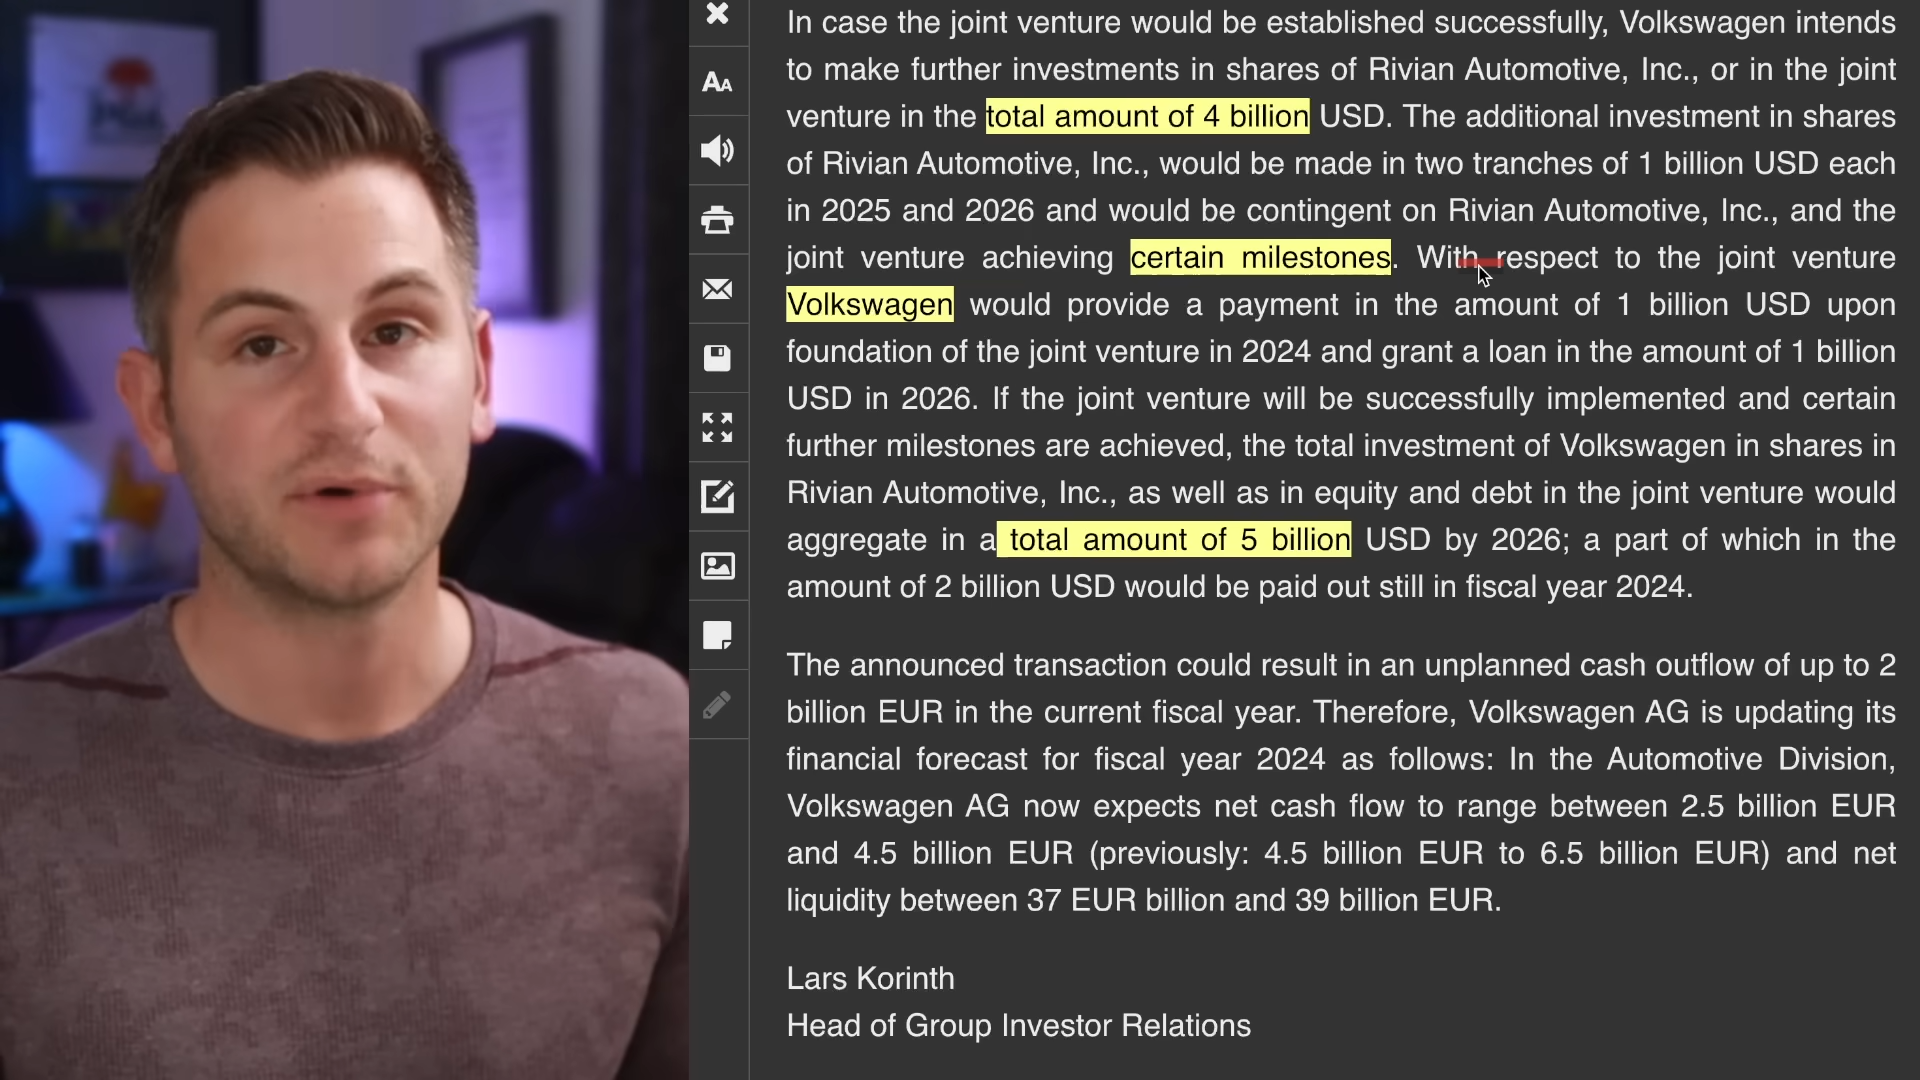 In case the joint venture would be established successfully, Volkswagen intends
to make further investments in shares of Rivian Automotive, Inc., or in the joint
venture in the total amount of 4 billion USD. The additional investment in shares
of Rivian Automotive, Inc., would be made in two tranches of 1 billion USD each
in 2025 and 2026 and would be contingent on Rivian Automotive, Inc., and the
joint venture achieving certain milestones. With respect to the joint venture
Volkswagen would provide a payment in the amount of 1 billion USD upon
foundation of the joint venture in 2024 and grant a loan in the amount of 1 billion
USD in 2026. If the joint venture will be successfully implemented and certain
further milestones are achieved, the total investment of Volkswagen in shares in
Rivian Automotive, Inc., as well as in equity and debt in the joint venture would
aggregate in a total amount of 5 billion USD by 2026; a part of which in the
amount of 2 billion USD would be paid out still in fiscal year 2024.
The announced transaction could result in an unplanned cash outflow of up to 2
billion EUR in the current fiscal year. Therefore, Volkswagen AG is updating its
financial forecast for fiscal year 2024 as follows: In the Automotive Division,
Volkswagen AG now expects net cash flow to range between 2.5 billion EUR
and 4.5 billion EUR (previously: 4.5 billion EUR to 6.5 billion EUR) and net
liquidity between 37 EUR billion and 39 billion EUR.
Lars Korinth
Head of Group Investor Relations